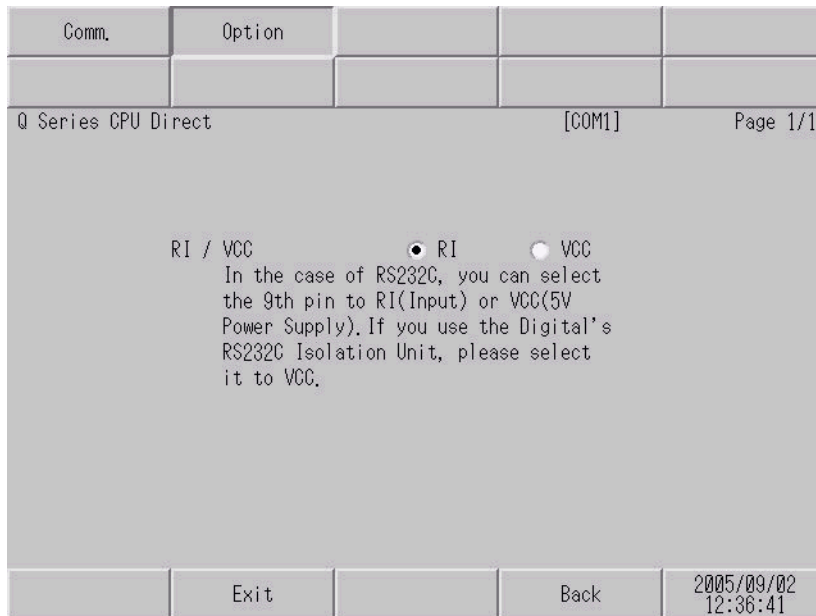 Comm. Option
Q Series CPU Direct [COM1] Page 1/1
RI / VCC RI VCC
In the case of RS232C, you can select
the 9th pin to RI(Input) or VCC(5V
Power Supply). If you use the Digital's
RS232C Isolation Unit, please select
it to VCC.
Exit Back 2005/09/02
12:36:41